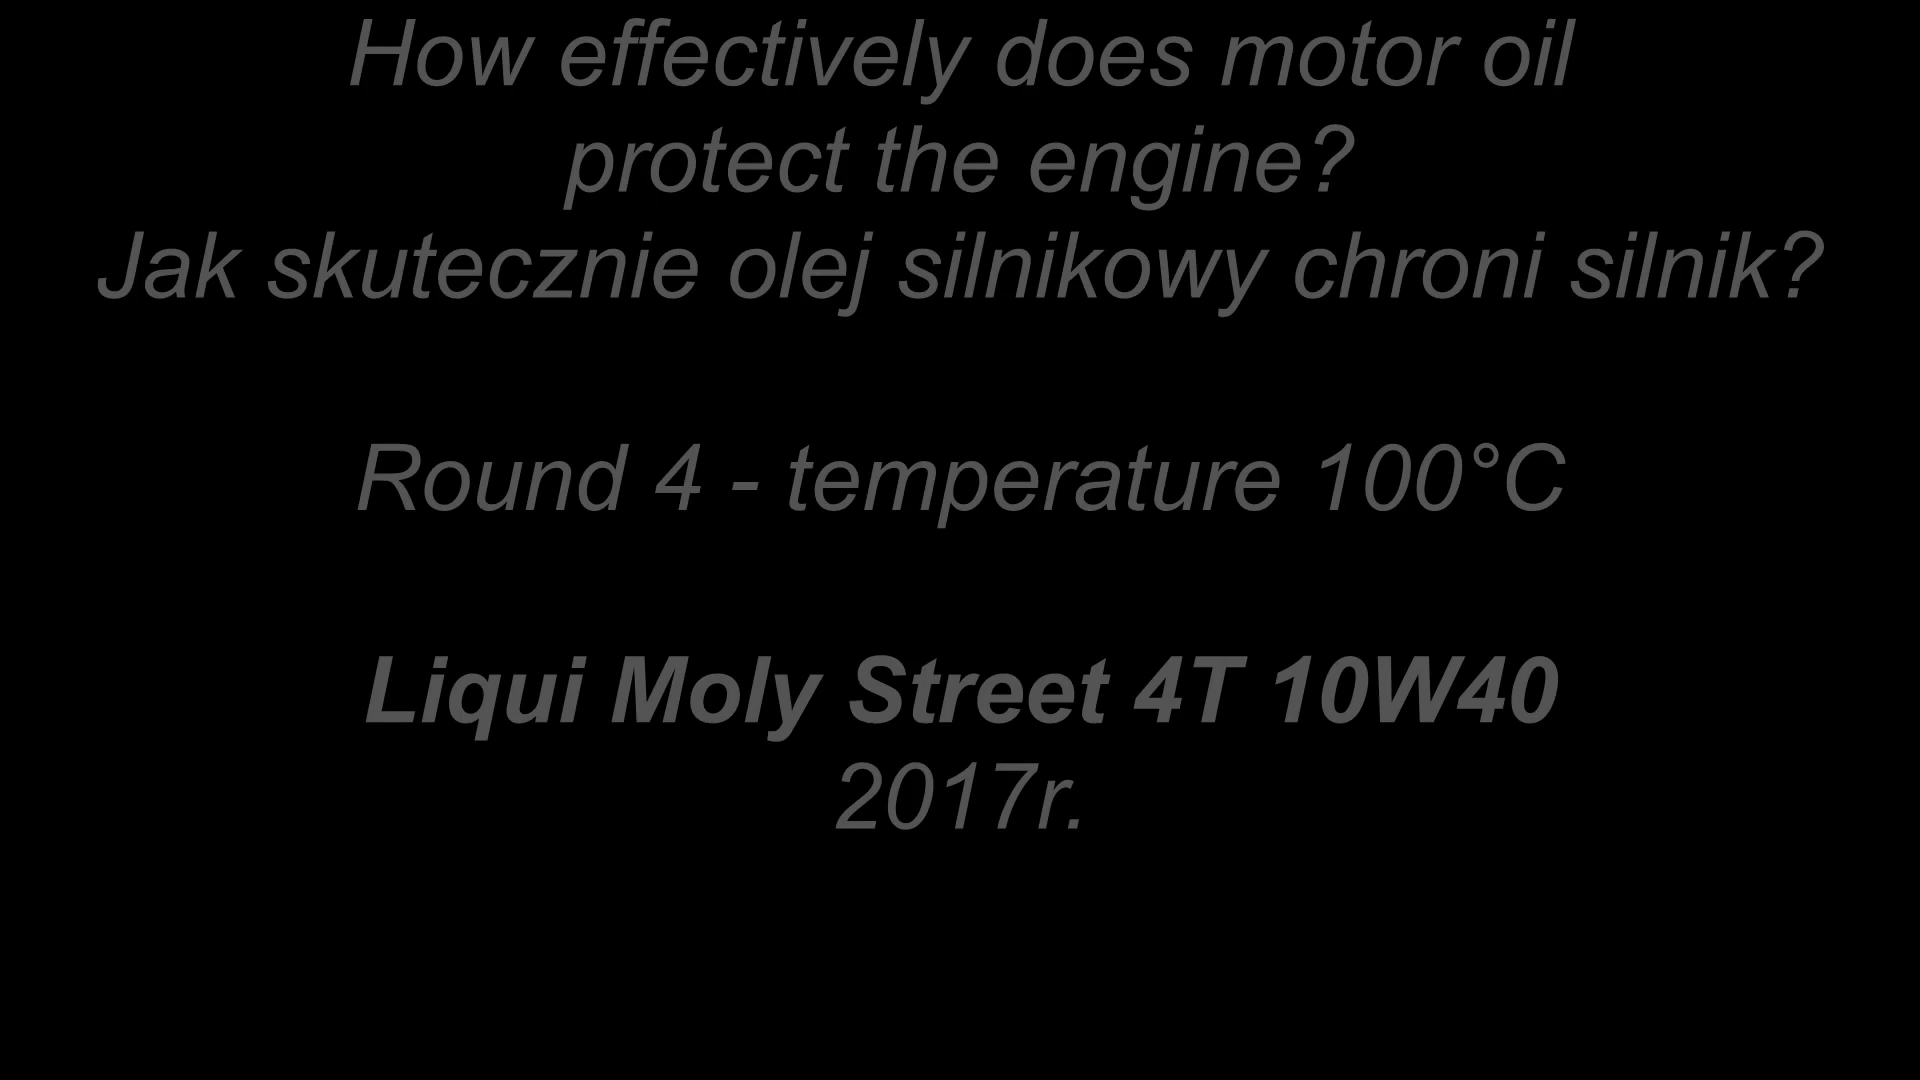 How effectively does motor oil
protect the engine?
Jak skutecznie olej silnikowy chroni silnik?
Round 4 - temperature 100°C
Liqui Moly Street 4T 10W40
2017r.